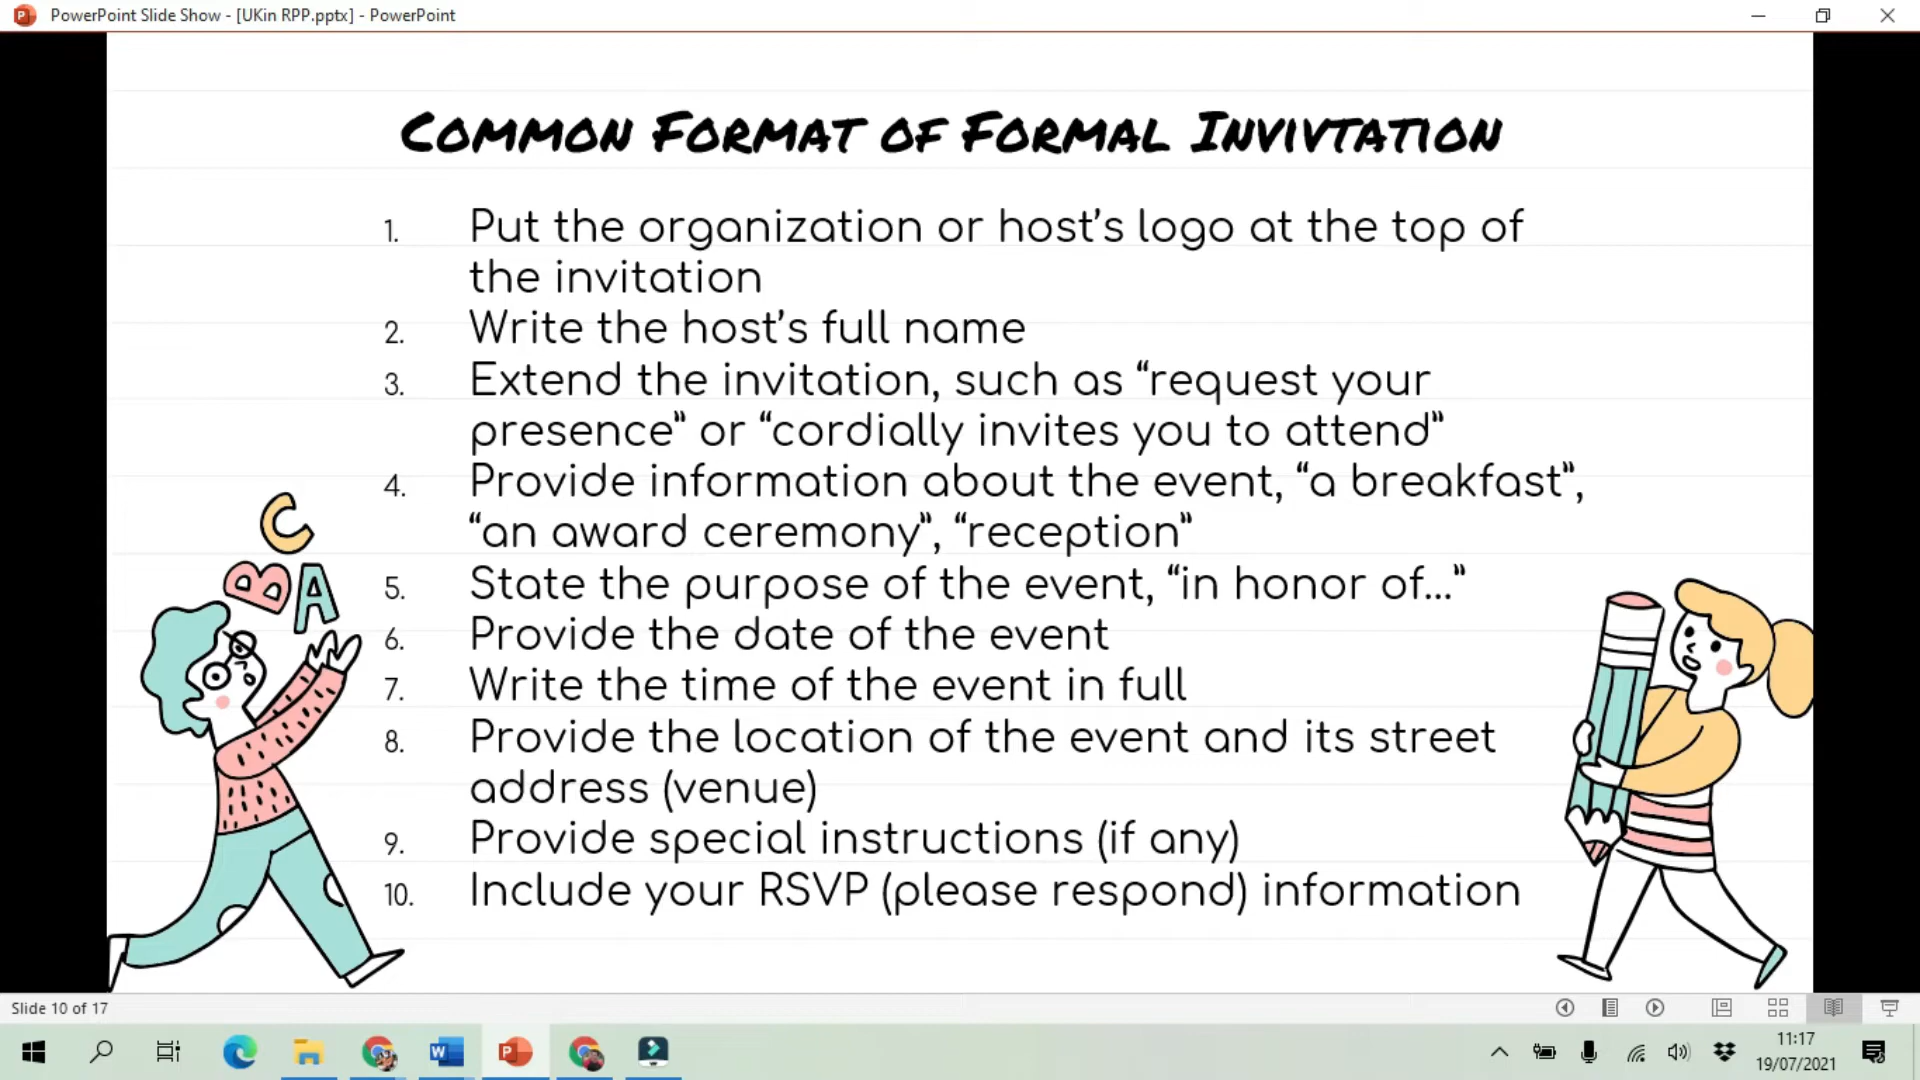 PowerPoint Slide Show - [UKin RPP.pptx] - PowerPoint
COMMON FORMAT OF FORMAL INVIVTATION
1. Put the organization or host’s logo at the top of
the invitation
2. Write the host’s full name
3. Extend the invitation, such as “request your
presence” or “cordially invites you to attend”
4. Provide information about the event, “a breakfast”,
“an award ceremony”, “reception”
5. State the purpose of the event, “in honor of...”
6. Provide the date of the event
7. Write the time of the event in full
8. Provide the location of the event and its street
address (venue)
9. Provide special instructions (if any)
10. Include your RSVP (please respond) information
C
B A
Slide 10 of 17
11:17
19/07/2021